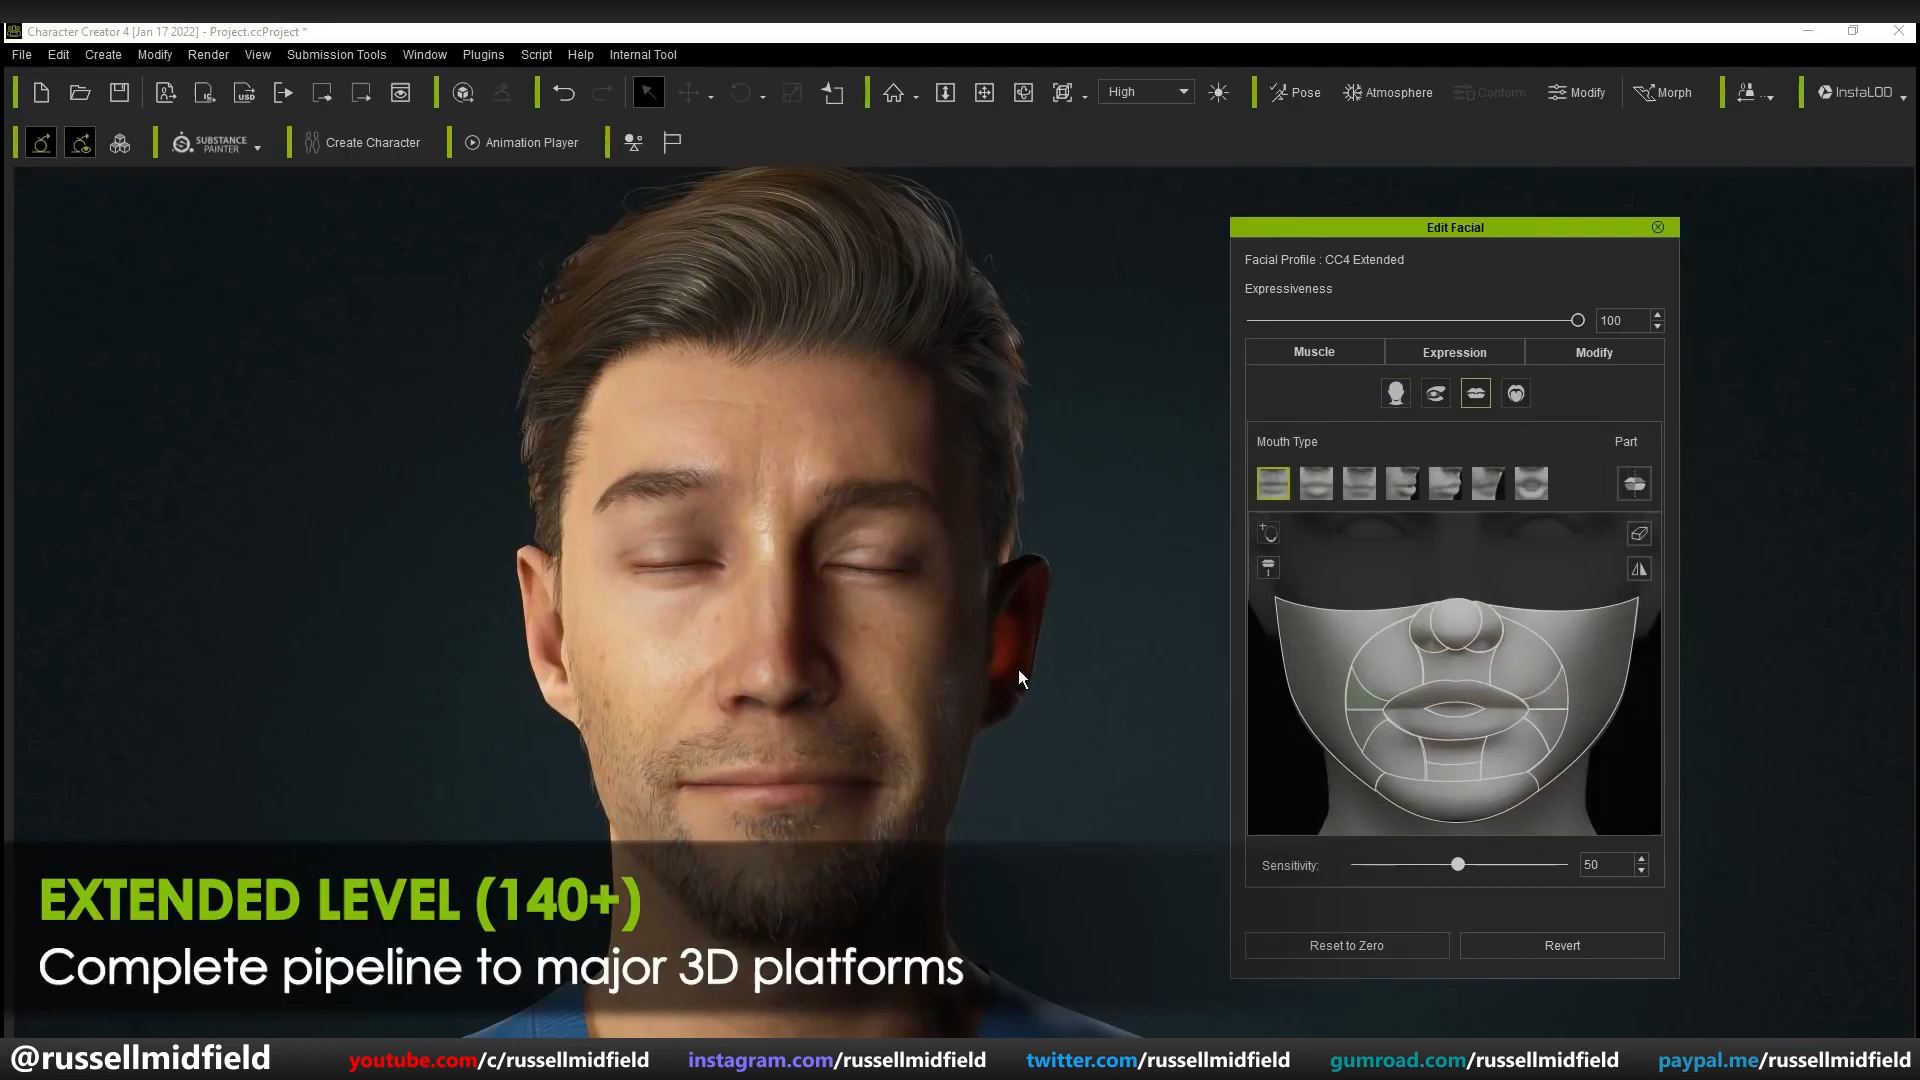 Character Creator 4 [Jan 17 2022] - Project.ccProject *
File Edit Create Modify Render View Submission Tools Window Plugins Script Help Internal Tool
IC USD High Pose Atmosphere Conform Modify Morph InstaLOD
SUBSTANCE PAINTER Create Character Animation Player
Edit Facial
Facial Profile : CC4 Extended
Expressiveness
100
Muscle Expression Modify
Mouth Type Part
Sensitivity: 50
Reset to Zero Revert
EXTENDED LEVEL (140+)
Complete pipeline to major 3D platforms
@russellmidfield youtube.com/c/russellmidfield instagram.com/russellmidfield twitter.com/russellmidfield gumroad.com/russellmidfield paypal.me/russellmidfield